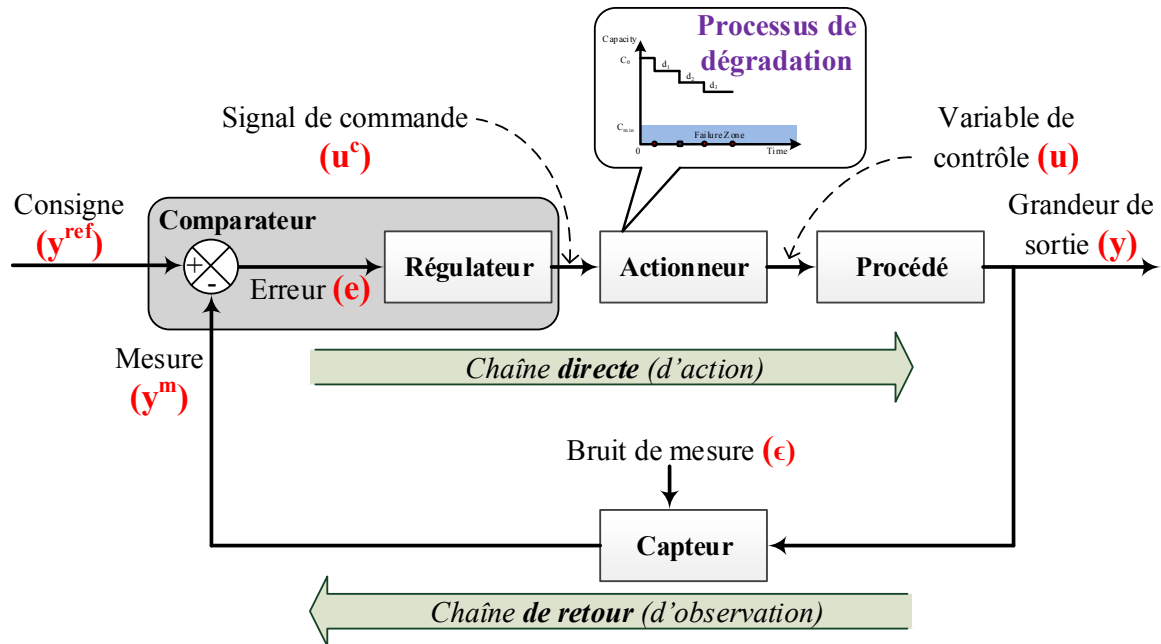 Processus de
dégradation
Capacity
C₀
d₁
d₂
d₃
Cmin
Failure Zone
0
Time
Signal de commande
(uᶜ)
Variable de
contrôle (u)
Consigne
(y^ref)
Comparateur
Grandeur de
sortie (y)
+
-
Erreur (e)
Régulateur
Actionneur
Procédé
Mesure
(y^m)
Chaîne directe (d'action)
Bruit de mesure (ϵ)
Capteur
Chaîne de retour (d'observation)